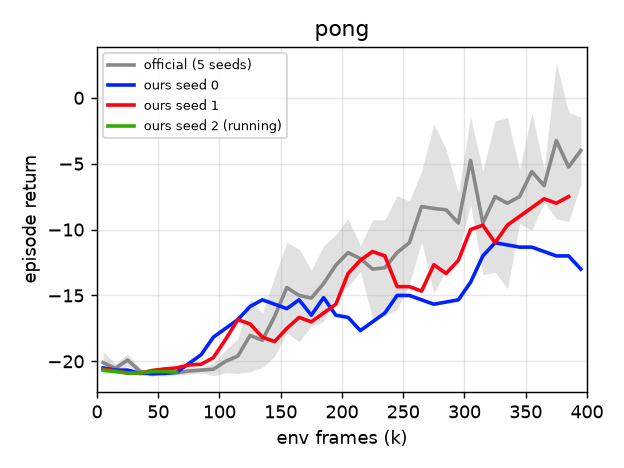 pong
official (5 seeds)
ours seed 0
ours seed 1
ours seed 2 (running)
episode return
0
−5
−10
−15
−20
0 50 100 150 200 250 300 350 400
env frames (k)